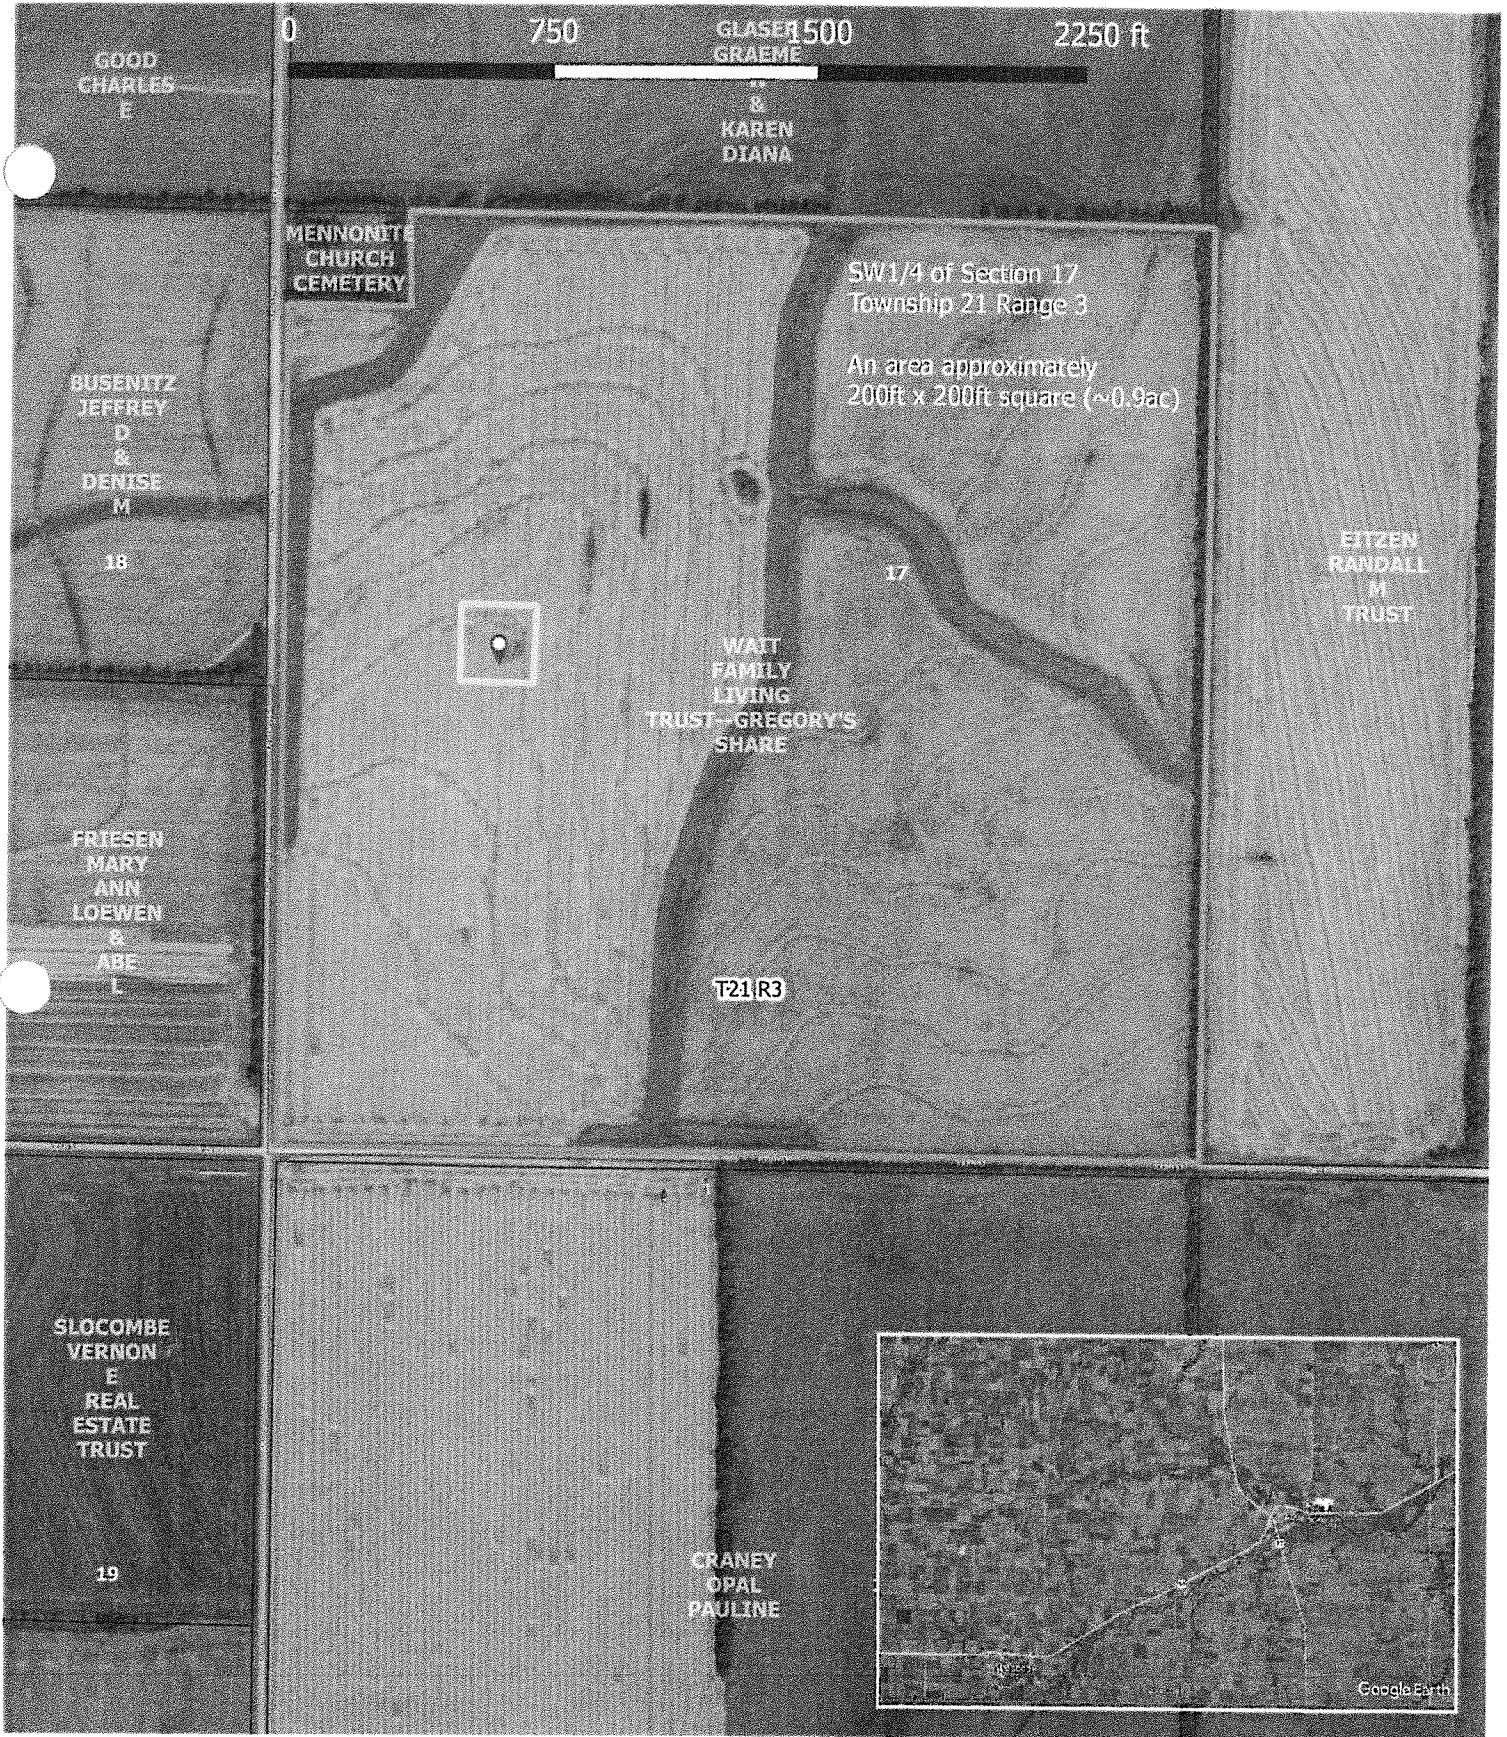 0 750 1500 2250 ft
GOOD
CHARLES
E
GLASER
GRAEME
&
KAREN
DIANA
MENNONITE
CHURCH
CEMETERY
SW1/4 of Section 17
Township 21 Range 3
An area approximately
200ft x 200ft square (~0.9ac)
BUSENITZ
JEFFREY
D
&
DENISE
M
18
17
EITZEN
RANDALL
M
TRUST
WAIT
FAMILY
LIVING
TRUST--GREGORY'S
SHARE
FRIESEN
MARY
ANN
LOEWEN
&
ABE
L
T21 R3
SLOCOMBE
VERNON
E
REAL
ESTATE
TRUST
19
CRANEY
OPAL
PAULINE
Google Earth